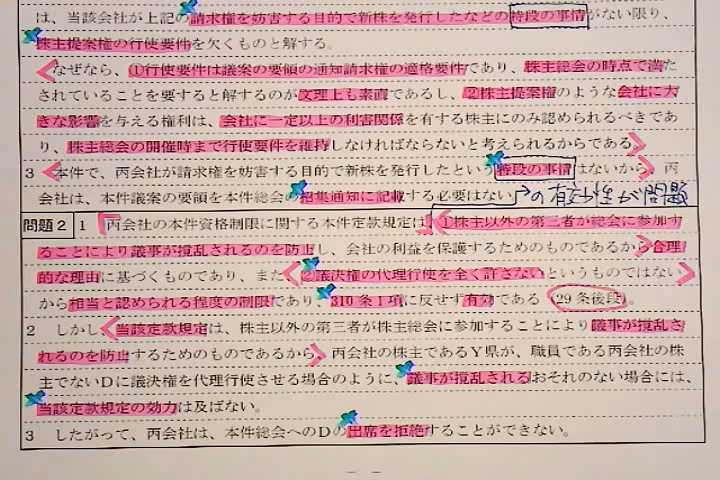 は、当該会社が上記の請求権を妨害する目的で新株を発行したなどの特段の事情がない限り、
株主提案権の行使要件を欠くものと解する。
なぜなら、①行使要件は議案の要領の通知請求権の適格要件であり、株主総会の時点で満た
されていることを要すると解するのが文理上も素直であるし、②株主提案権のような会社に大
きな影響を与える権利は、会社に一定以上の利害関係を有する株主にのみ認められるべきであ
り、株主総会の開催時まで行使要件を維持しなければならないと考えられるからである
3 本件で、丙会社が請求権を妨害する目的で新株を発行したという特段の事情はないから、丙
会社は、本件議案の要領を本件総会の招集通知に記載する必要はない
の有効性が問題
問題2 1 丙会社の本件資格制限に関する本件定款規定は、①株主以外の第三者が総会に参加す
ることにより議事が攪乱されるのを防止し、会社の利益を保護するためのものであるから合理
的な理由に基づくものであり、また②議決権の代理行使を全く許さないというものではない
から相当と認められる程度の制限であり、310条1項に反せず有効である(29条後段)。
2 しかし、当該定款規定は、株主以外の第三者が株主総会に参加することにより議事が攪乱さ
れるのを防止するためのものであるから、丙会社の株主であるY県が、職員である丙会社の株
主でないDに議決権を代理行使させる場合のように、議事が攪乱されるおそれのない場合には、
当該定款規定の効力は及ばない。
3 したがって、丙会社は、本件総会へのDの出席を拒絶することができない。